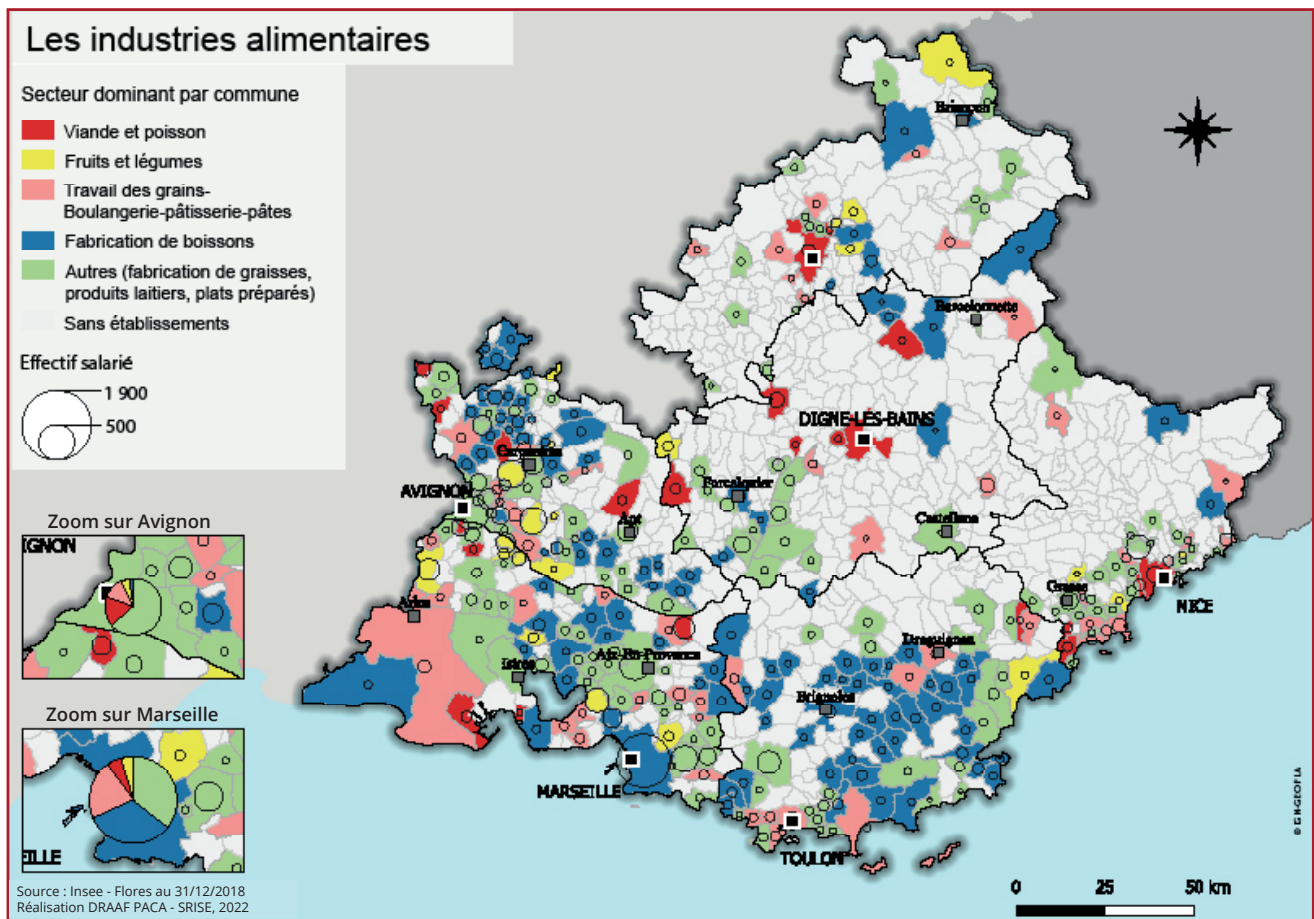 Les industries alimentaires
Secteur dominant par commune
Viande et poisson
Fruits et légumes
Travail des grains-
Boulangerie-pâtisserie-pâtes
Fabrication de boissons
Autres (fabrication de graisses,
produits laitiers, plats préparés)
Sans établissements
Effectif salarié
1 900
500
Briançon
Barcelonnette
DIGNE-LES-BAINS
Carpentras
Forcalquier
AVIGNON
Apt
Castellane
Zoom sur Avignon
IGNON
Grasse
NICE
Arles
Draguignan
Aix-En-Provence
Istres
Brignoles
Zoom sur Marseille
MARSEILLE
TOULON
EILLE
© IGN-GEOFLA
0 25 50 km
Source : Insee - Flores au 31/12/2018
Réalisation DRAAF PACA - SRISE, 2022